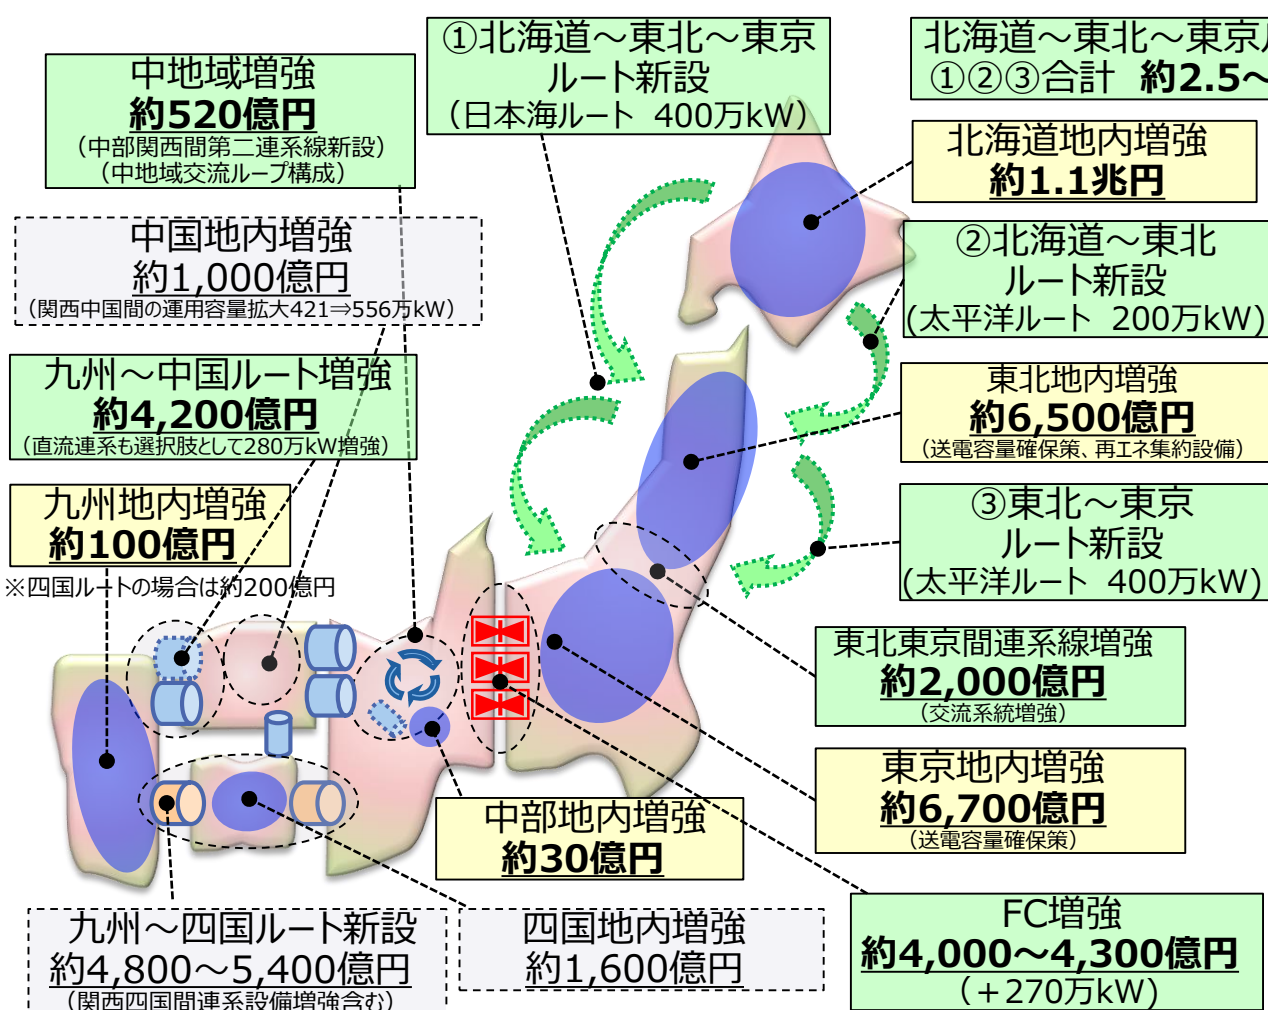 ①北海道～東北～東京
ルート新設
（日本海ルート 400万kW）
北海道～東北～東京
①②③合計 約2.5～
中地域増強
約520億円
（中部関西間第二連系線新設）
（中地域交流ループ構成）
北海道地内増強
約1.1兆円
中国地内増強
約1,000億円
（関西中国間の運用容量拡大421⇒556万kW）
②北海道～東北
ルート新設
（太平洋ルート 200万kW）
九州～中国ルート増強
約4,200億円
（直流連系も選択肢として280万kW増強）
東北地内増強
約6,500億円
（送電容量確保策、再エネ集約設備）
九州地内増強
約100億円
※四国ルートの場合は約200億円
③東北～東京
ルート新設
（太平洋ルート 400万kW）
東北東京間連系線増強
約2,000億円
（交流系統増強）
東京地内増強
約6,700億円
（送電容量確保策）
中部地内増強
約30億円
九州～四国ルート新設
約4,800～5,400億円
（関西四国間連系設備増強含む）
四国地内増強
約1,600億円
FC増強
約4,000～4,300億円
（＋270万kW）